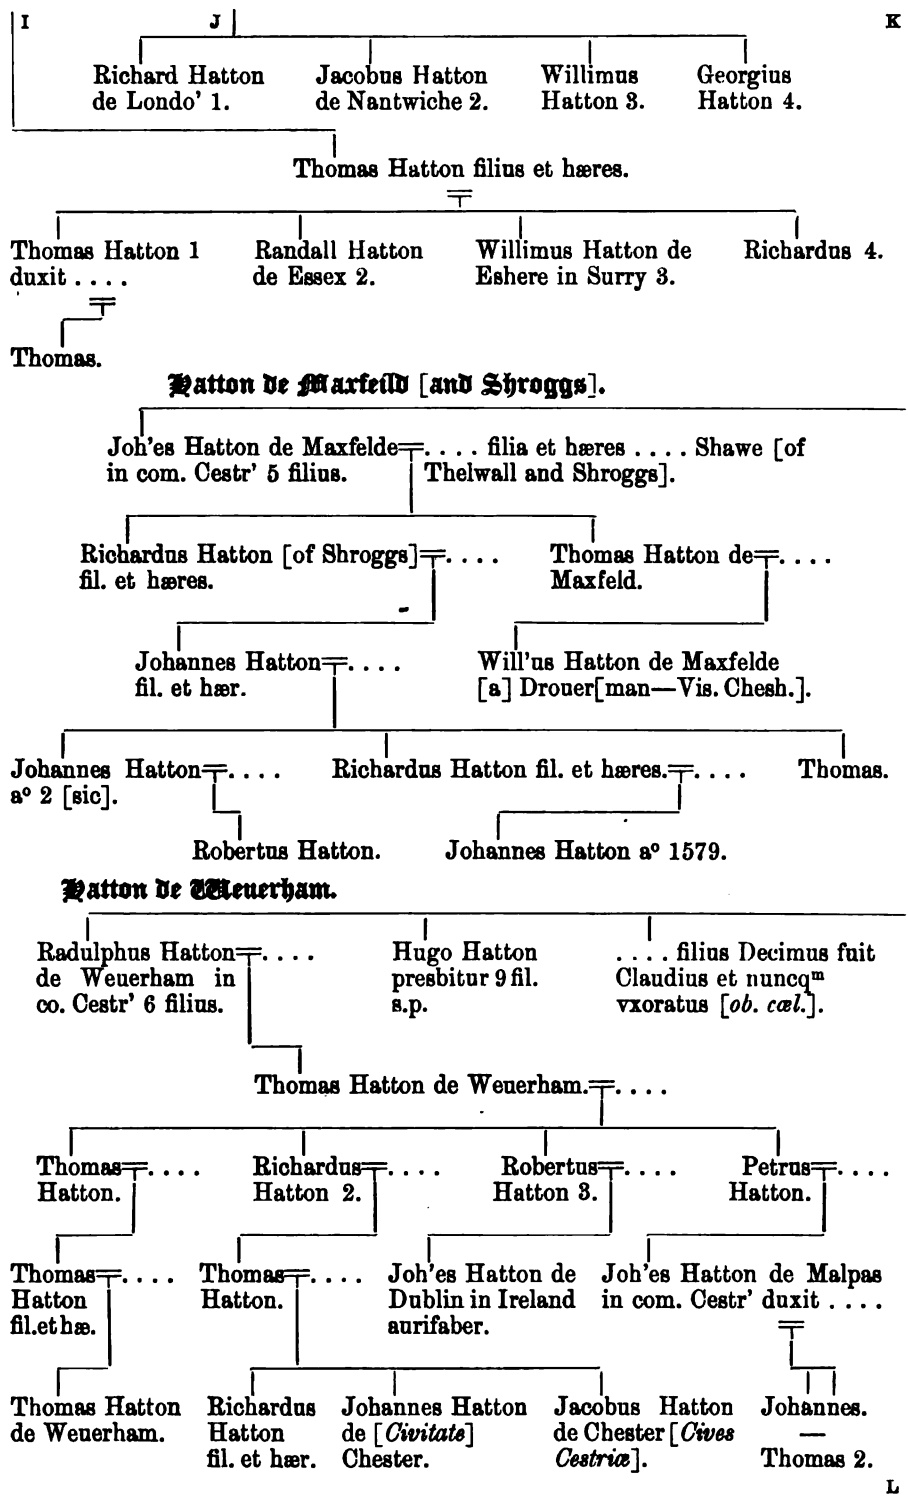 I J K
Richard Hatton Jacobus Hatton Willimus Georgius
de Londo' 1. de Nantwiche 2. Hatton 3. Hatton 4.
Thomas Hatton filius et hæres.
Thomas Hatton 1 Randall Hatton Willimus Hatton de Richardus 4.
duxit . . . . de Essex 2. Eshere in Surry 3.
Thomas.
Hatton de Maxfeild [and Shroggs].
Joh'es Hatton de Maxfelde . . . . filia et hæres . . . . Shawe [of
in com. Cestr' 5 filius. Thelwall and Shroggs].
Richardus Hatton [of Shroggs] . . . . Thomas Hatton de . . . .
fil. et hæres. Maxfeld.
Johannes Hatton . . . . Will'us Hatton de Maxfelde
fil. et hær. [a] Drouer[man—Vis. Chesh.].
Johannes Hatton . . . . Richardus Hatton fil. et hæres. . . . . Thomas.
aº 2 [sic].
Robertus Hatton. Johannes Hatton aº 1579.
Hatton de Weuerham.
Radulphus Hatton . . . . Hugo Hatton . . . . filius Decimus fuit
de Weuerham in presbitur 9 fil. Claudius et nuncqᵐ
co. Cestr' 6 filius. s.p. vxoratus [ob. cæl.].
Thomas Hatton de Weuerham. . . . .
Thomas . . . . Richardus . . . . Robertus . . . . Petrus . . . .
Hatton. Hatton 2. Hatton 3. Hatton.
Thomas . . . . Thomas . . . . Joh'es Hatton de Joh'es Hatton de Malpas
Hatton Hatton. Dublin in Ireland in com. Cestr' duxit . . . .
fil. et hæ. aurifaber.
Thomas Hatton Richardus Johannes Hatton Jacobus Hatton Johannes.
de Weuerham. Hatton de [Civitate] de Chester [Cives —
fil. et hær. Chester. Cestriæ]. Thomas 2.
L